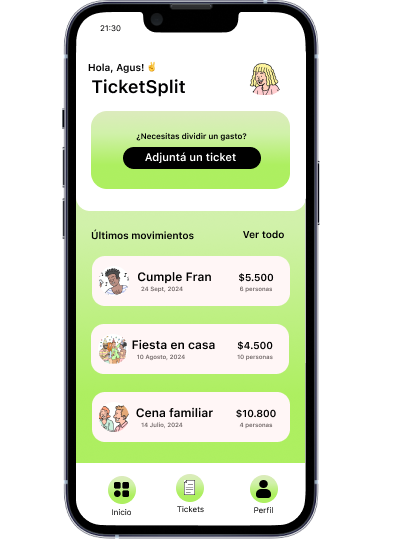 21:30
Hola, Agus! ✌️
TicketSplit
¿Necesitas dividir un gasto?
Adjuntá un ticket
Últimos movimientos
Ver todo
Cumple Fran
$5.500
24 Sept, 2024
6 personas
Fiesta en casa
$4.500
10 Agosto, 2024
10 personas
Cena familiar
$10.800
14 Julio, 2024
4 personas
Inicio
Tickets
Perfil